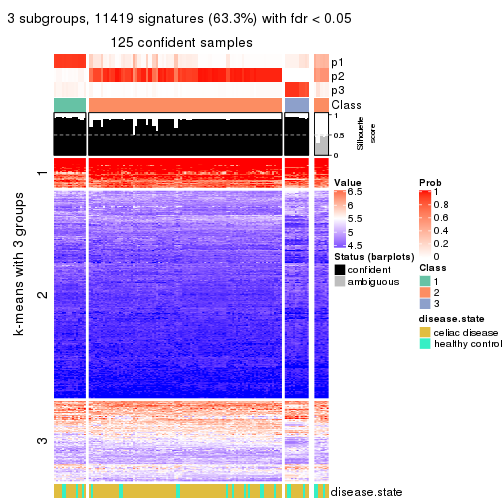 3 subgroups, 11419 signatures (63.3%) with fdr < 0.05
125 confident samples
p1
p2
p3
Class
1
0.5
0
Silhouette
score
k-means with 3 groups
1
2
3
disease.state
Value
6.5
6
5.5
5
4.5
Status (barplots)
confident
ambiguous
Prob
1
0.8
0.6
0.4
0.2
0
Class
1
2
3
disease.state
celiac disease
healthy control